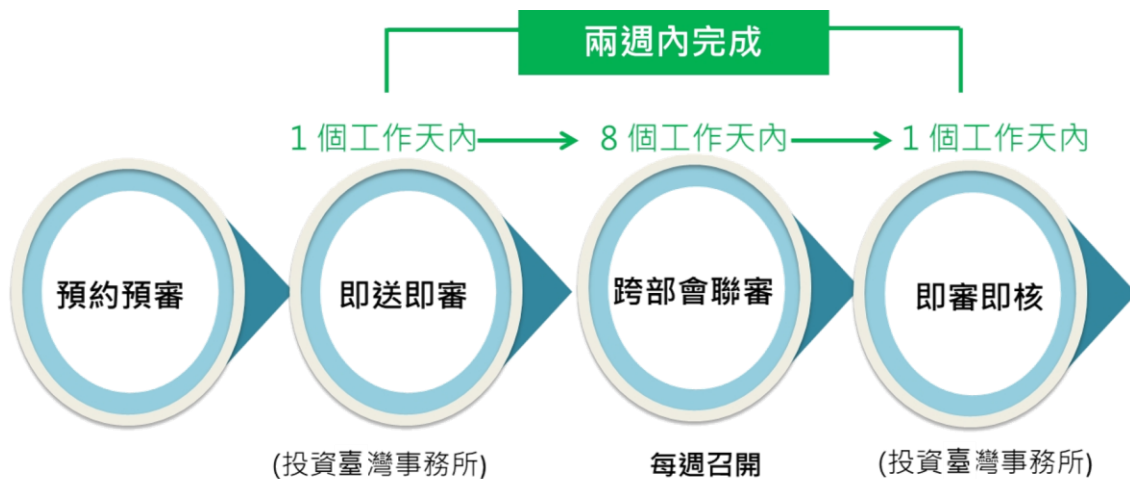 兩週內完成
1 個工作天內
8 個工作天內
1 個工作天內
預約預審
即送即審
跨部會聯審
即審即核
(投資臺灣事務所)
每週召開
(投資臺灣事務所)